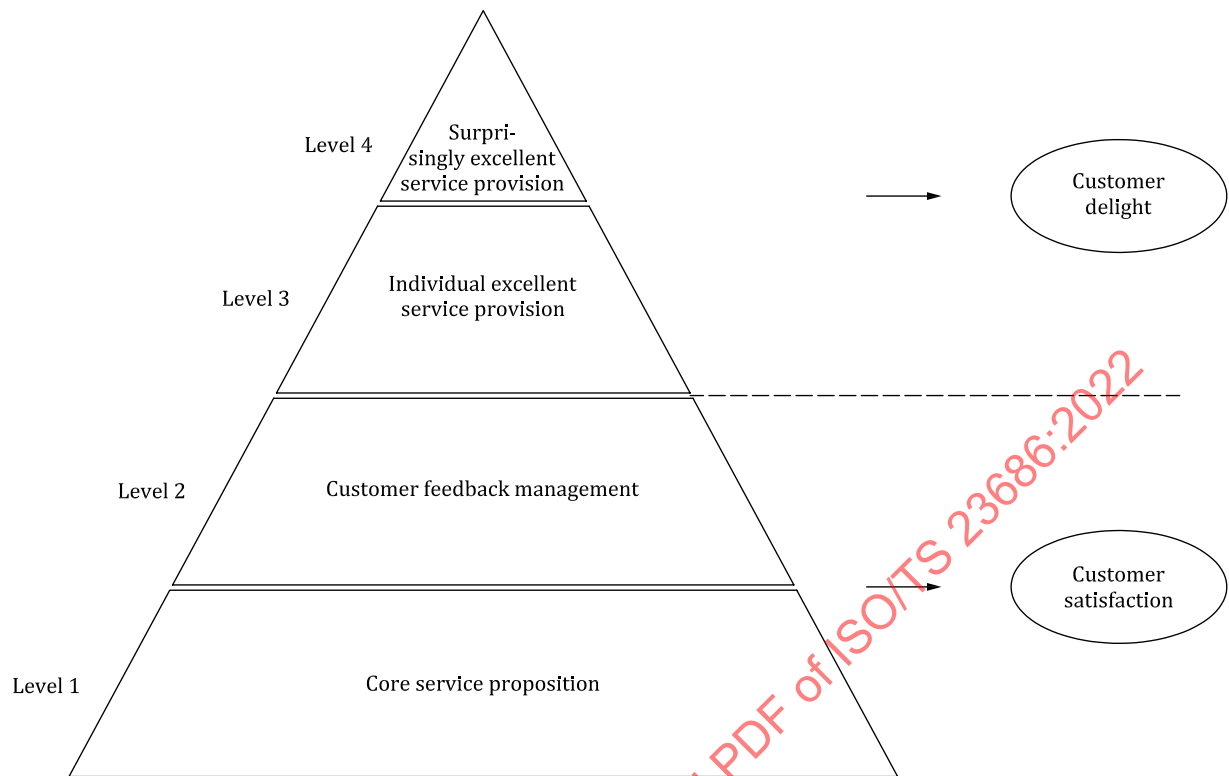 Level 4
Surpri-
singly excellent
service provision
Customer
delight
Level 3
Individual excellent
service provision
Level 2
Customer feedback management
Customer
satisfaction
Level 1
Core service proposition
PDF of ISO/TS 23686:2022